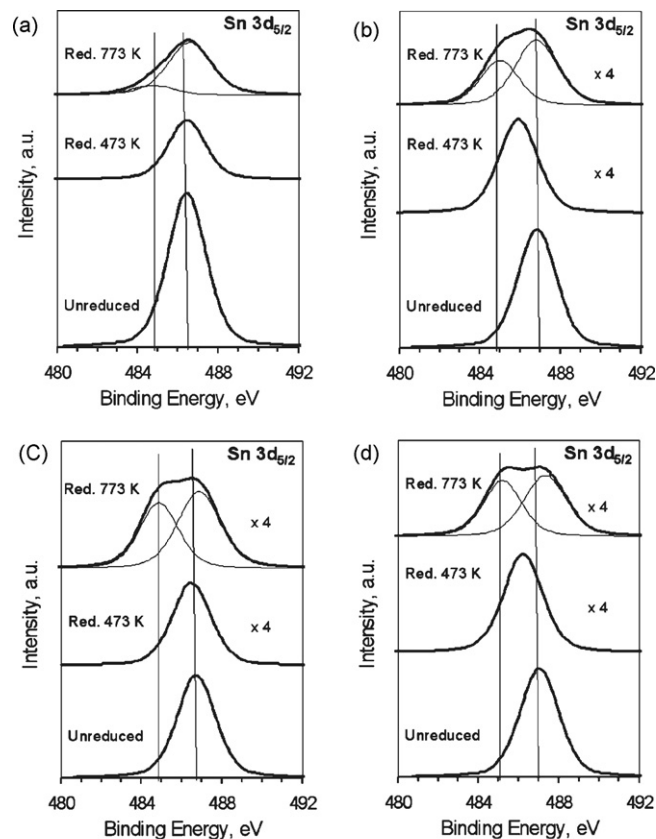 (a)
Sn 3d5/2
Red. 773 K
Red. 473 K
Unreduced
Intensity, a.u.
480 484 488 492
Binding Energy, eV
(b)
Sn 3d5/2
Red. 773 K
x 4
Red. 473 K
x 4
Unreduced
Intensity, a.u.
480 484 488 492
Binding Energy, eV
(C)
Sn 3d5/2
Red. 773 K
x 4
Red. 473 K
x 4
Unreduced
Intensity, a.u.
480 484 488 492
Binding Energy, eV
(d)
Sn 3d5/2
Red. 773 K
x 4
Red. 473 K
x 4
Unreduced
Intensity, a.u.
480 484 488 492
Binding Energy, eV